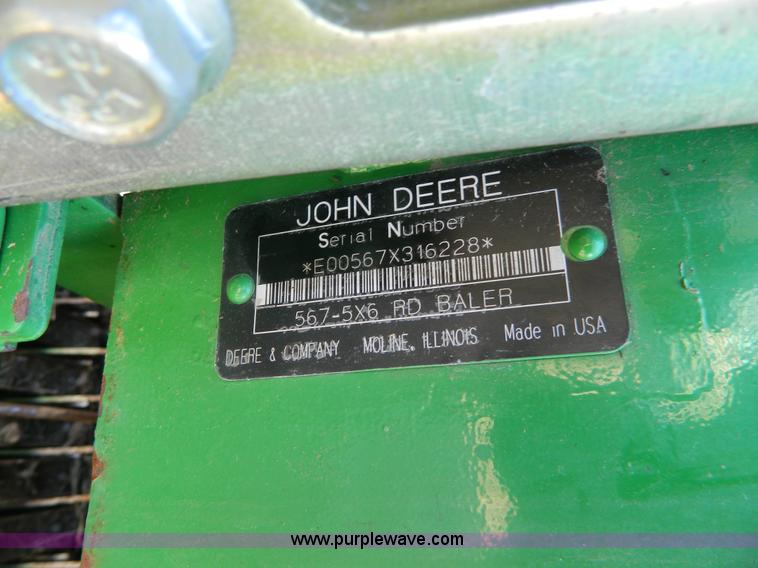 JOHN DEERE
Serial Number
*E00567X316228*
567-5X6 RD BALER
DEERE & COMPANY MOLINE, ILLINOIS Made in USA
www.purplewave.com